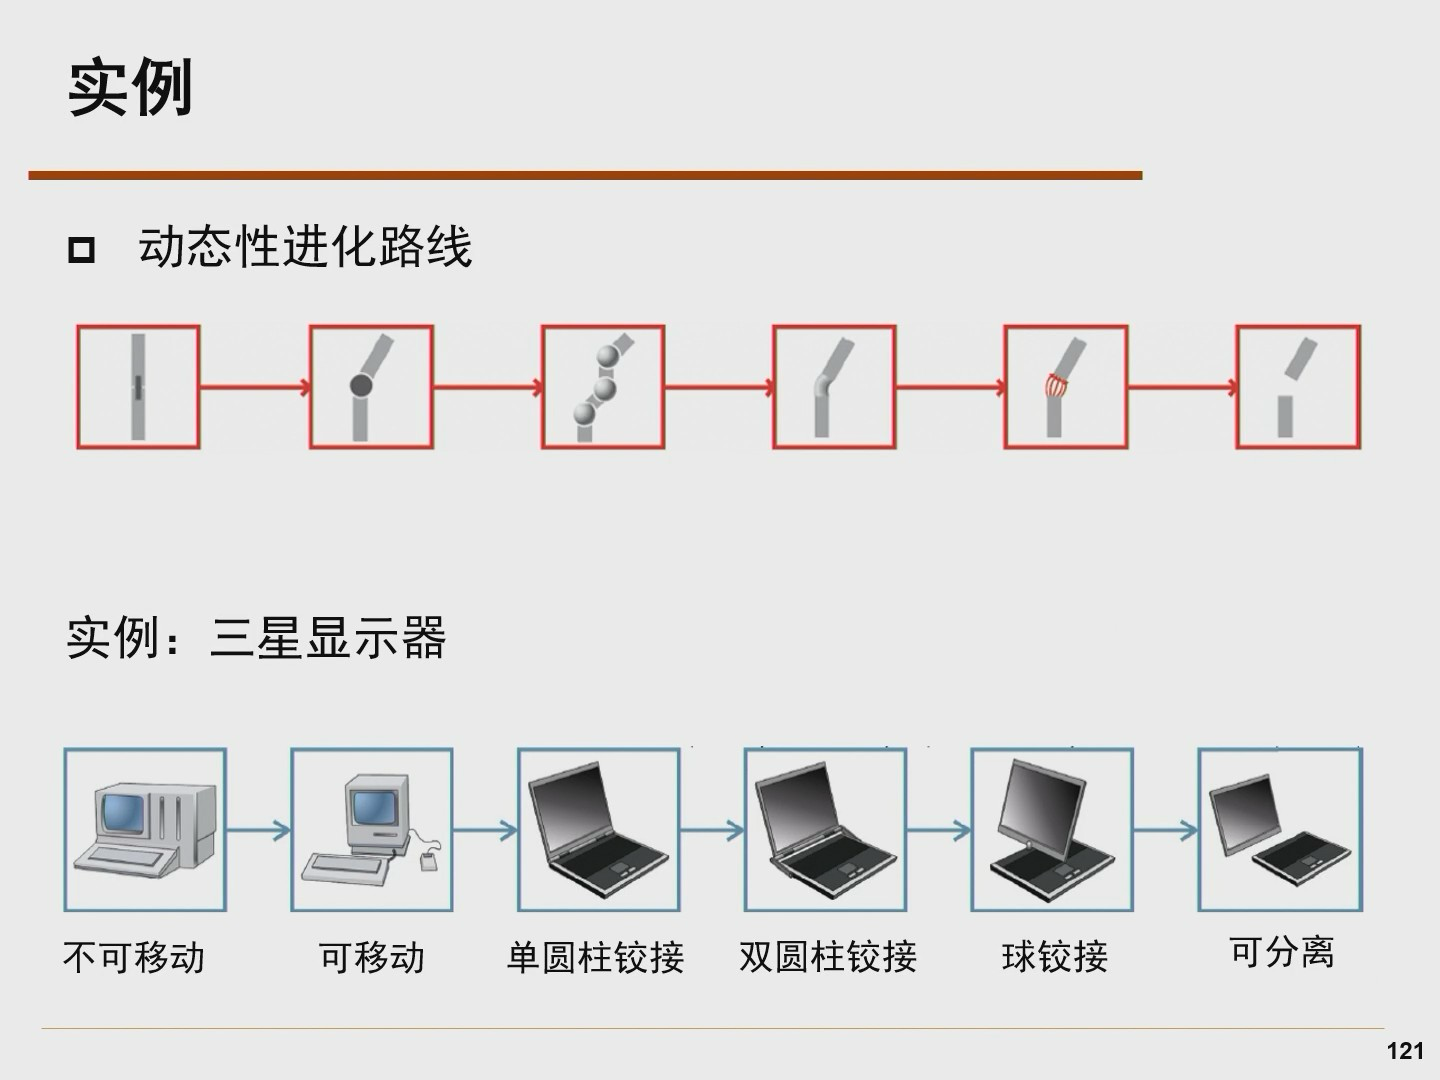 实例
动态性进化路线
实例：三星显示器
不可移动
可移动
单圆柱铰接
双圆柱铰接
球铰接
可分离
121